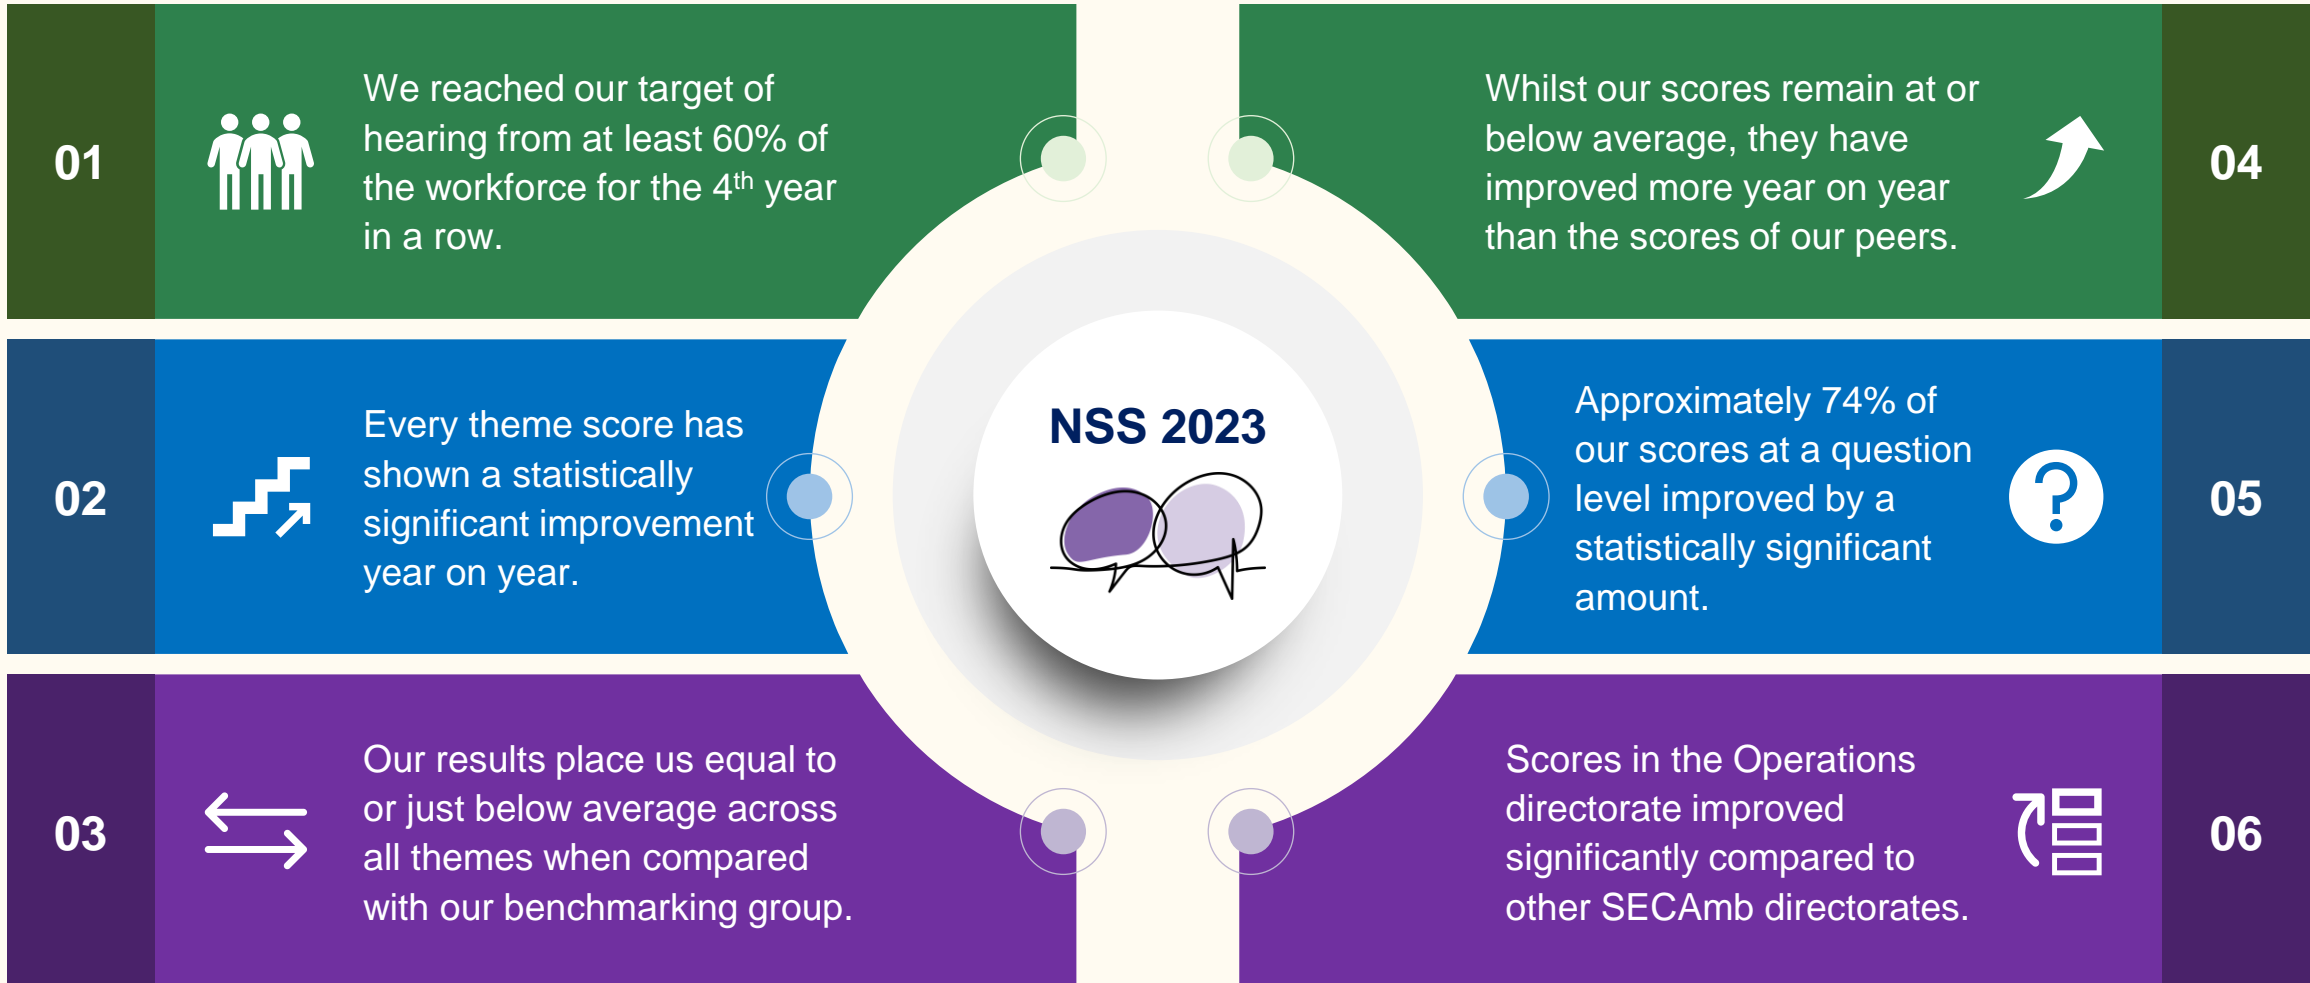 01
We reached our target of
hearing from at least 60% of
the workforce for the 4th year
in a row.
02
Every theme score has
shown a statistically
significant improvement
year on year.
03
Our results place us equal to
or just below average across
all themes when compared
with our benchmarking group.
NSS 2023
Whilst our scores remain at or
below average, they have
improved more year on year
than the scores of our peers.
04
Approximately 74% of
our scores at a question
level improved by a
statistically significant
amount.
05
Scores in the Operations
directorate improved
significantly compared to
other SECAmb directorates.
06